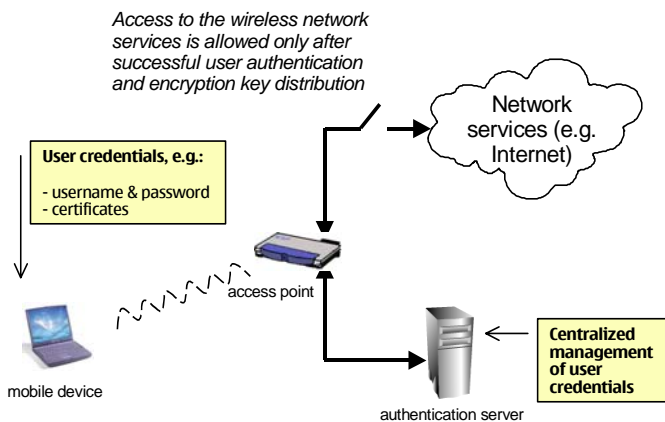 Access to the wireless network
services is allowed only after
successful user authentication
and encryption key distribution
Network
services (e.g.
Internet)
User credentials, e.g.:
- username & password
- certificates
access point
mobile device
Centralized
management
of user
credentials
authentication server